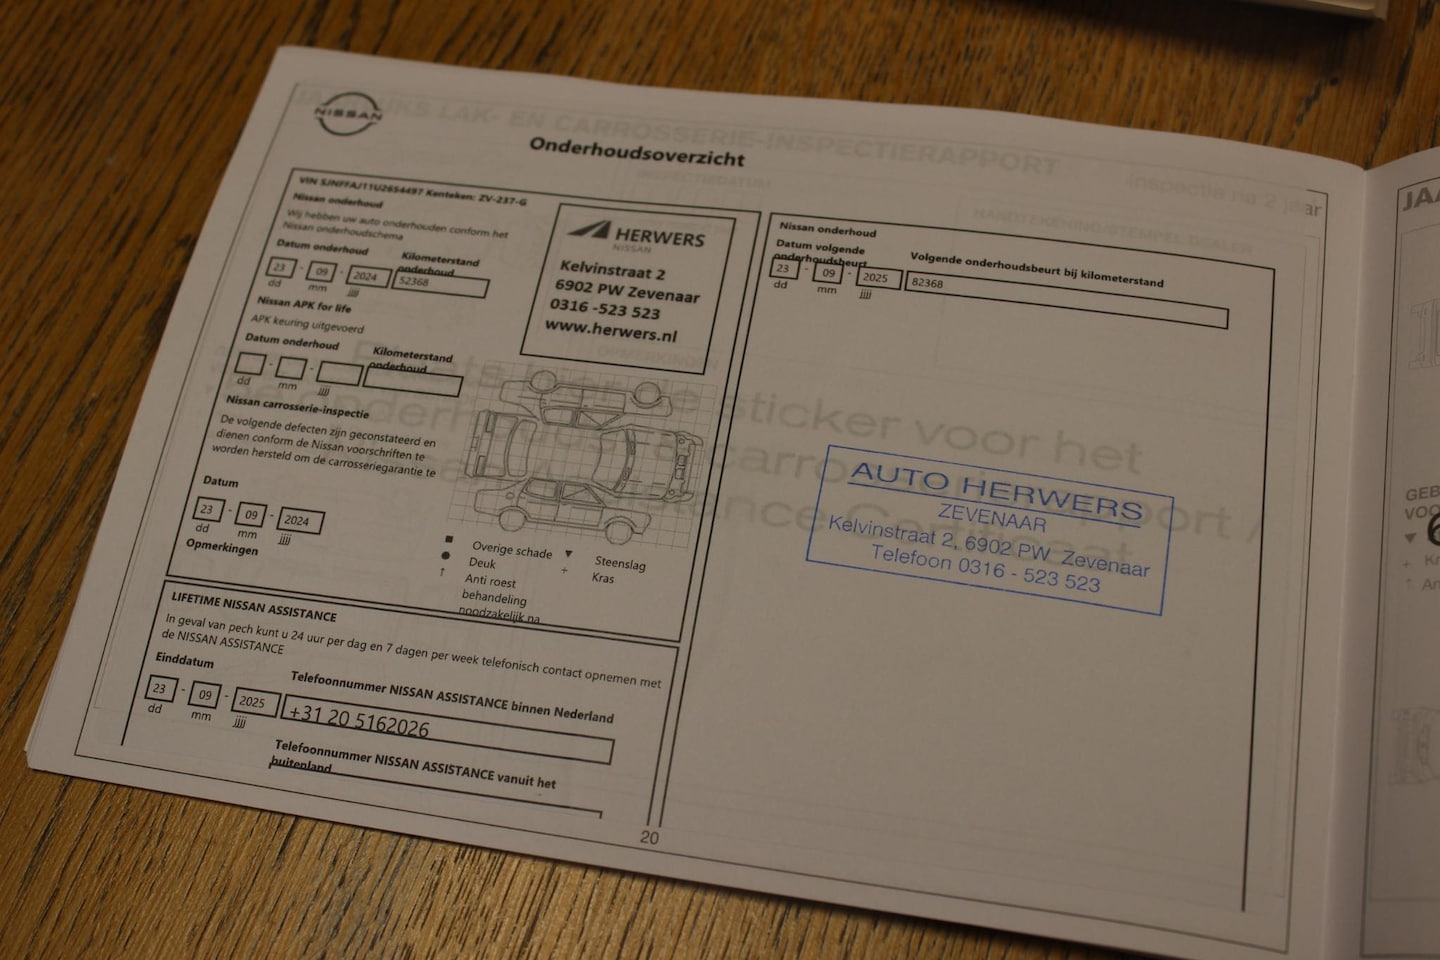 NISSAN
Onderhoudsoverzicht
VIN SJNFFAJ11U2654497 Kenteken: ZV-237-G
Nissan onderhoud
Wij hebben uw auto onderhouden conform het
Nissan onderhoudschema
Datum onderhoud
Kilometerstand
onderhoud
23 - 09 - 2024
52368
dd mm jjjj
Nissan APK for life
APK keuring uitgevoerd
Datum onderhoud
Kilometerstand
onderhoud
dd mm jjjj
Nissan carrosserie-inspectie
De volgende defecten zijn geconstateerd en
dienen conform de Nissan voorschriften te
worden hersteld om de carrosseriegarantie te
Datum
23 - 09 - 2024
dd mm jjjj
Opmerkingen
HERWERS
NISSAN
Kelvinstraat 2
6902 PW Zevenaar
0316 -523 523
www.herwers.nl
■ Overige schade ▼ Steenslag
● Deuk + Kras
↑ Anti roest
behandeling
noodzakelijk na
LIFETIME NISSAN ASSISTANCE
In geval van pech kunt u 24 uur per dag en 7 dagen per week telefonisch contact opnemen met
de NISSAN ASSISTANCE
Einddatum
Telefoonnummer NISSAN ASSISTANCE binnen Nederland
23 - 09 - 2025
+31 20 5162026
dd mm jjjj
Telefoonnummer NISSAN ASSISTANCE vanuit het
buitenland
Nissan onderhoud
Datum volgende
onderhoudsbeurt
Volgende onderhoudsbeurt bij kilometerstand
23 - 09 - 2025
82368
dd mm jjjj
AUTO HERWERS
ZEVENAAR
Kelvinstraat 2, 6902 PW Zevenaar
Telefoon 0316 - 523 523
20